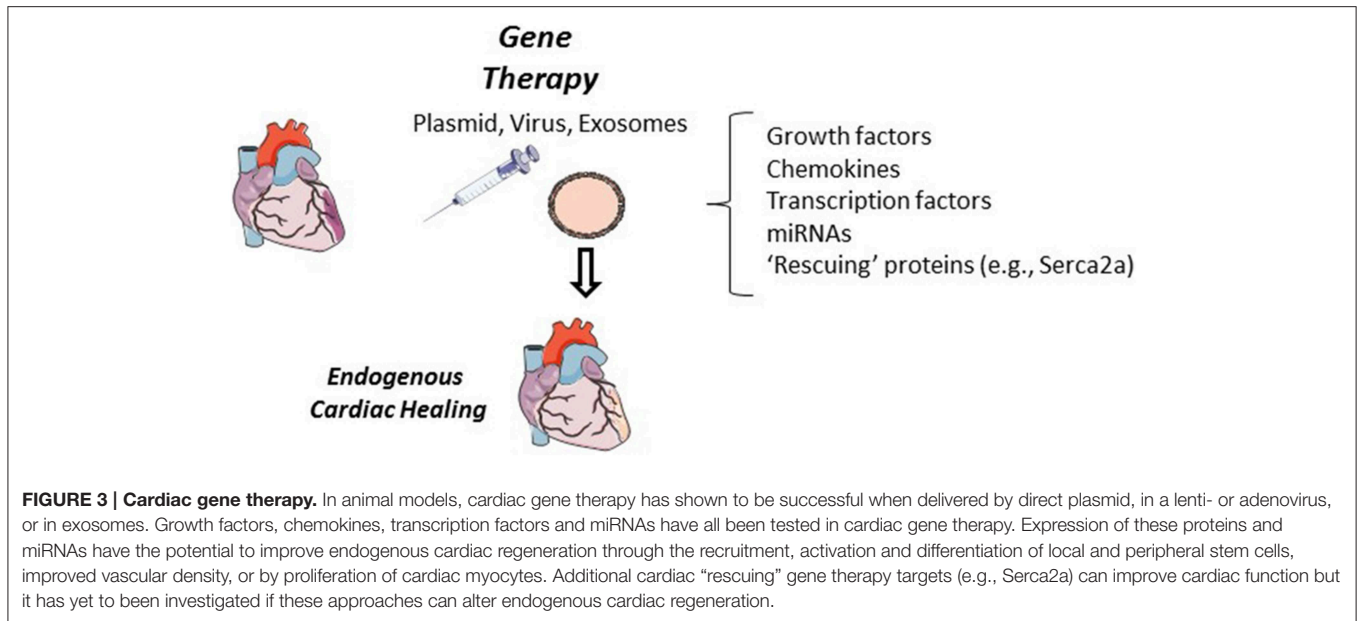 Gene
Therapy
Plasmid, Virus, Exosomes
Growth factors
Chemokines
Transcription factors
miRNAs
‘Rescuing’ proteins (e.g., Serca2a)
Endogenous
Cardiac Healing
FIGURE 3 | Cardiac gene therapy. In animal models, cardiac gene therapy has shown to be successful when delivered by direct plasmid, in a lenti- or adenovirus,
or in exosomes. Growth factors, chemokines, transcription factors and miRNAs have all been tested in cardiac gene therapy. Expression of these proteins and
miRNAs have the potential to improve endogenous cardiac regeneration through the recruitment, activation and differentiation of local and peripheral stem cells,
improved vascular density, or by proliferation of cardiac myocytes. Additional cardiac “rescuing” gene therapy targets (e.g., Serca2a) can improve cardiac function but
it has yet to been investigated if these approaches can alter endogenous cardiac regeneration.